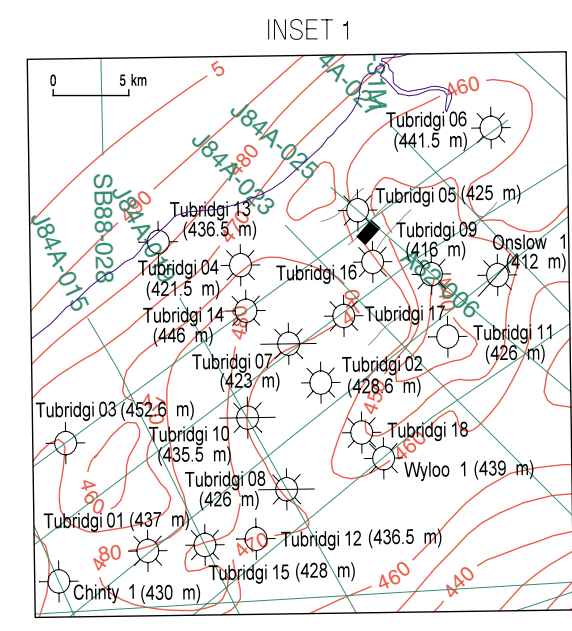 INSET 1
0 5 km
5
460
Tubridgi 06
(441.5 m)
J84A-025
J84A-023
480
SB88-028
J84A-015
Tubridgi 13
(436.5 m)
Tubridgi 05 (425 m)
Tubridgi 09
(416 m)
Onslow 1
(412 m)
A82-006
Tubridgi 04
(421.5 m)
Tubridgi 16
470
Tubridgi 14
(446 m)
Tubridgi 17
Tubridgi 11
(426 m)
Tubridgi 07
(423 m)
Tubridgi 02
(428.6 m)
Tubridgi 03 (452.6 m)
Tubridgi 10
(435.5 m)
Tubridgi 18
460
Wyloo 1 (439 m)
Tubridgi 08
(426 m)
460
Tubridgi 01 (437 m)
480
470
Tubridgi 12 (436.5 m)
Tubridgi 15 (428 m)
460
440
Chinty 1 (430 m)